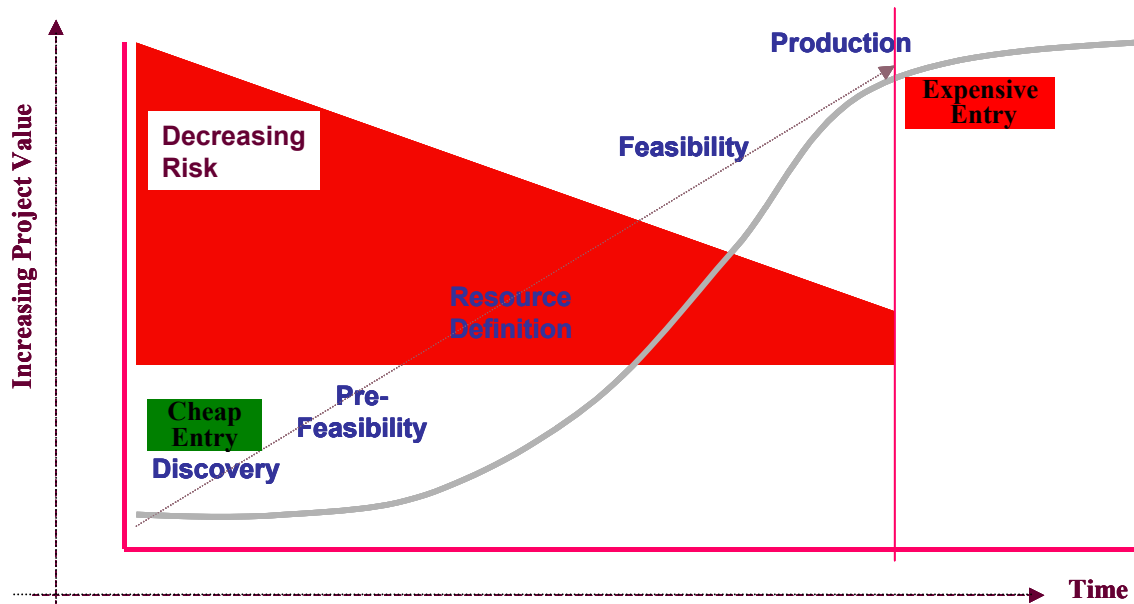 Production
Expensive
Entry
Decreasing
Risk
Feasibility
Increasing Project Value
Resource
Definition
Pre-
Feasibility
Cheap
Entry
Discovery
Time